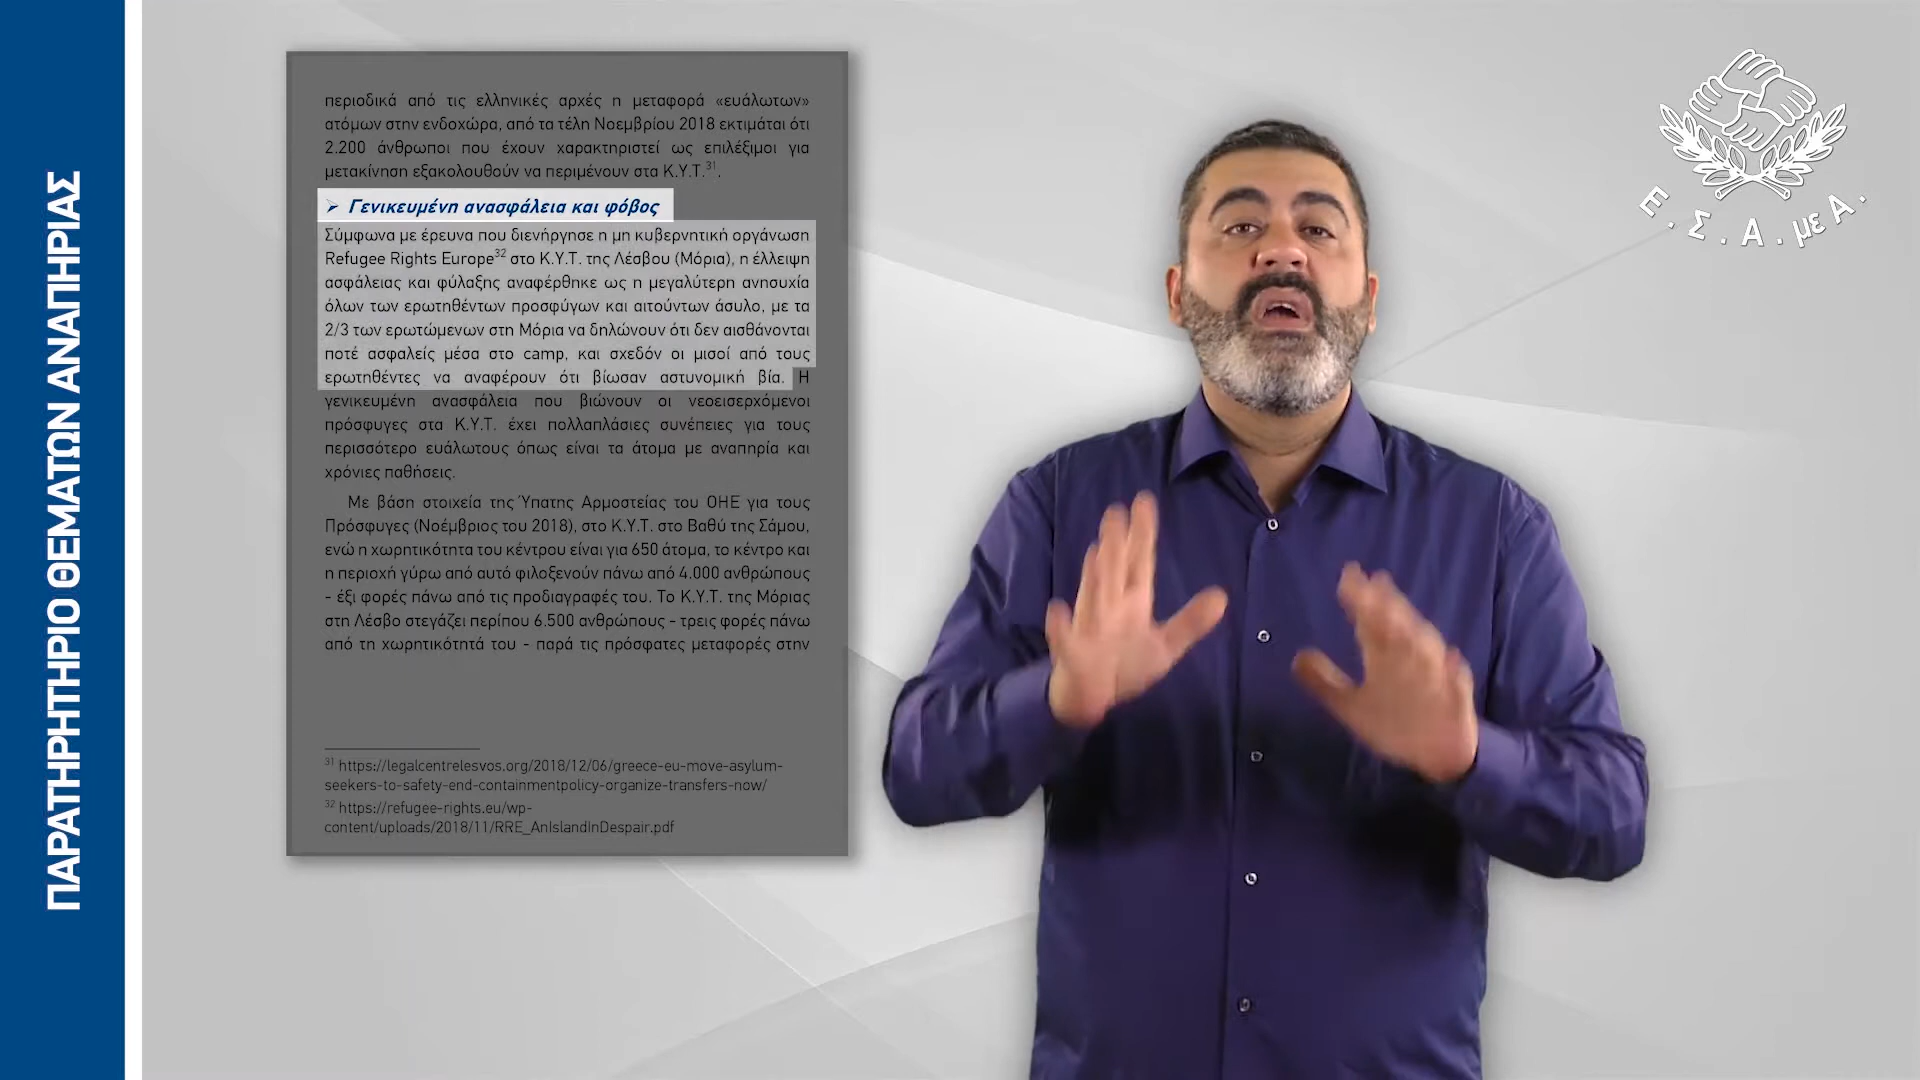 ΠΑΡΑΤΗΡΗΤΗΡΙΟ ΘΕΜΑΤΩΝ ΑΝΑΠΗΡΙΑΣ
περιοδικά από τις ελληνικές αρχές η μεταφορά «ευάλωτων»
ατόμων στην ενδοχώρα, από τα τέλη Νοεμβρίου 2018 εκτιμάται ότι
2.200 άνθρωποι που έχουν χαρακτηριστεί ως επιλέξιμοι για
μετακίνηση εξακολουθούν να περιμένουν στα Κ.Υ.Τ.31.
➢ Γενικευμένη ανασφάλεια και φόβος
Σύμφωνα με έρευνα που διενήργησε η μη κυβερνητική οργάνωση
Refugee Rights Europe32 στο Κ.Υ.Τ. της Λέσβου (Μόρια), η έλλειψη
ασφάλειας και φύλαξης αναφέρθηκε ως η μεγαλύτερη ανησυχία
όλων των ερωτηθέντων προσφύγων και αιτούντων άσυλο, με τα
2/3 των ερωτώμενων στη Μόρια να δηλώνουν ότι δεν αισθάνονται
ποτέ ασφαλείς μέσα στο camp, και σχεδόν οι μισοί από τους
ερωτηθέντες να αναφέρουν ότι βίωσαν αστυνομική βία. Η
γενικευμένη ανασφάλεια που βιώνουν οι νεοεισερχόμενοι
πρόσφυγες στα Κ.Υ.Τ. έχει πολλαπλάσιες συνέπειες για τους
περισσότερο ευάλωτους όπως είναι τα άτομα με αναπηρία και
χρόνιες παθήσεις.
Με βάση στοιχεία της Ύπατης Αρμοστείας του ΟΗΕ για τους
Πρόσφυγες (Νοέμβριος του 2018), στο Κ.Υ.Τ. στο Βαθύ της Σάμου,
ενώ η χωρητικότητα του κέντρου είναι για 650 άτομα, το κέντρο και
η περιοχή γύρω από αυτό φιλοξενούν πάνω από 4.000 ανθρώπους
- έξι φορές πάνω από τις προδιαγραφές του. Το Κ.Υ.Τ. της Μόριας
στη Λέσβο στεγάζει περίπου 6.500 ανθρώπους - τρεις φορές πάνω
από τη χωρητικότητά του - παρά τις πρόσφατες μεταφορές στην
31 https://legalcentrelesvos.org/2018/12/06/greece-eu-move-asylum-
seekers-to-safety-end-containmentpolicy-organize-transfers-now/
32 https://refugee-rights.eu/wp-
content/uploads/2018/11/RRE_AnIslandInDespair.pdf
Ε.Σ.Α.με Α.